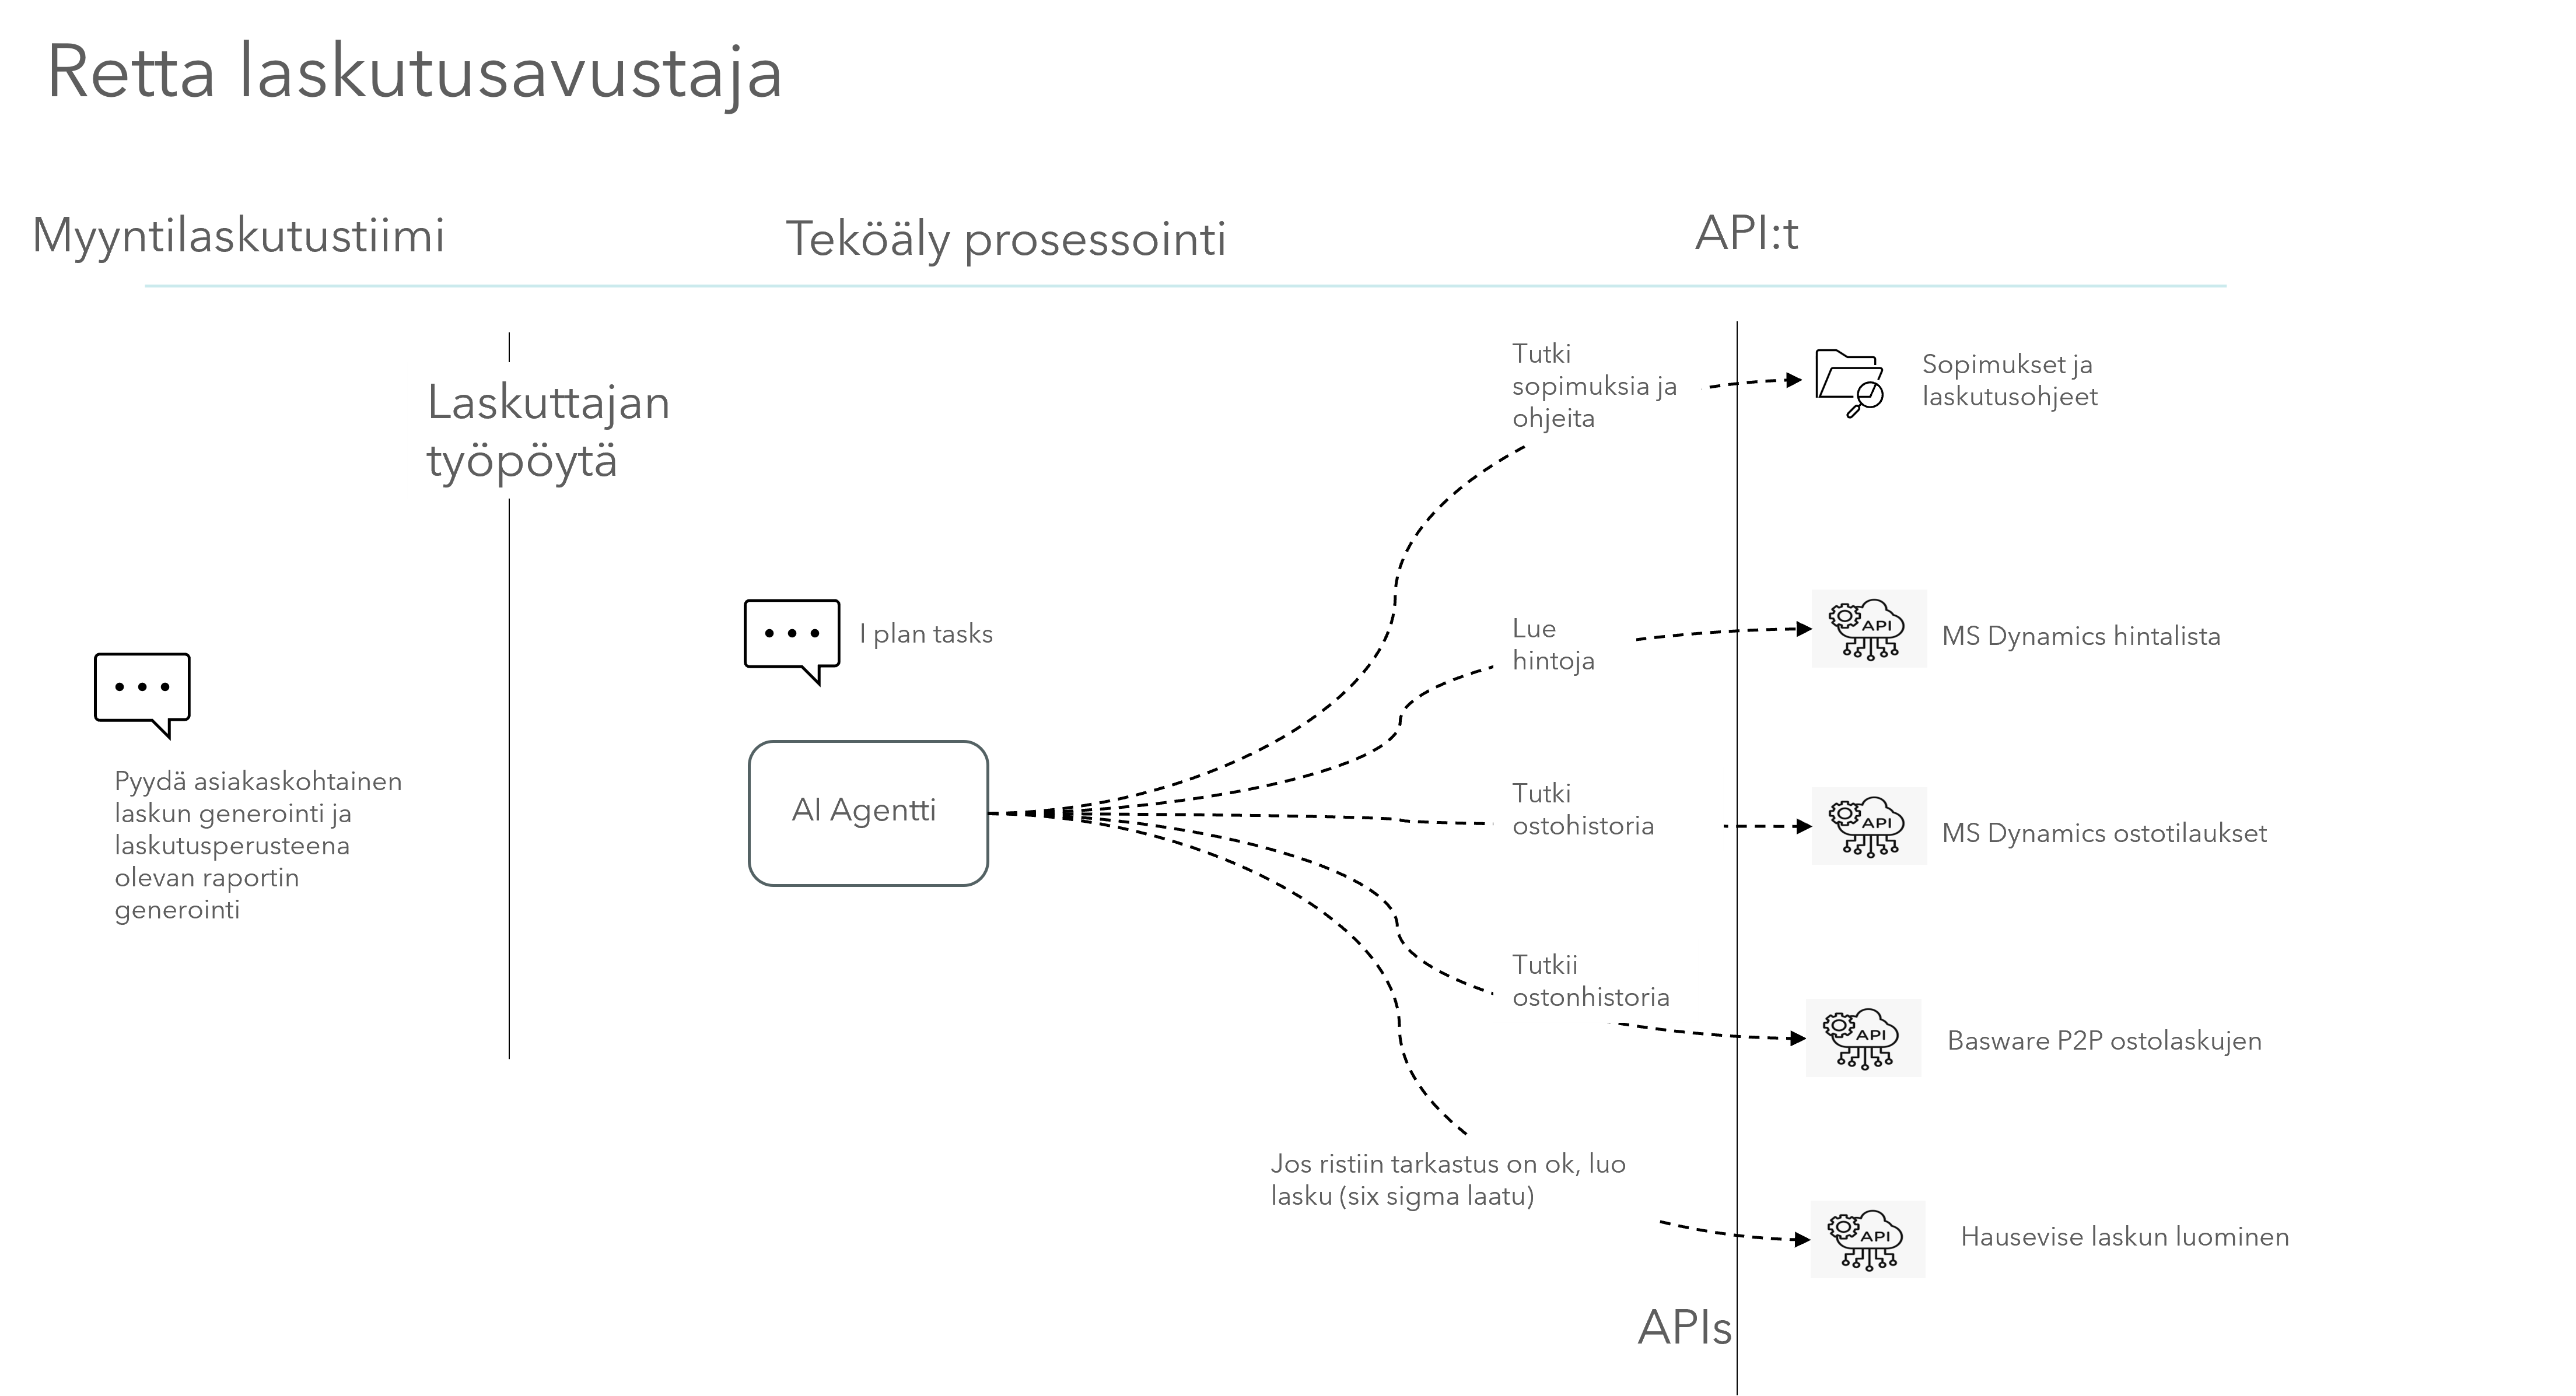 Retta laskutusavustaja
Myyntilaskutustiimi
Teköäly prosessointi
API:t
Laskuttajan
työpöytä
Pyydä asiakaskohtainen
laskun generointi ja
laskutusperusteena
olevan raportin
generointi
I plan tasks
AI Agentti
Tutki
sopimuksia ja
ohjeita
Sopimukset ja
laskutusohjeet
Lue
hintoja
API
MS Dynamics hintalista
Tutki
ostohistoria
API
MS Dynamics ostotilaukset
Tutkii
ostonhistoria
API
Basware P2P ostolaskujen
Jos ristiin tarkastus on ok, luo
lasku (six sigma laatu)
API
Hausevise laskun luominen
APIs